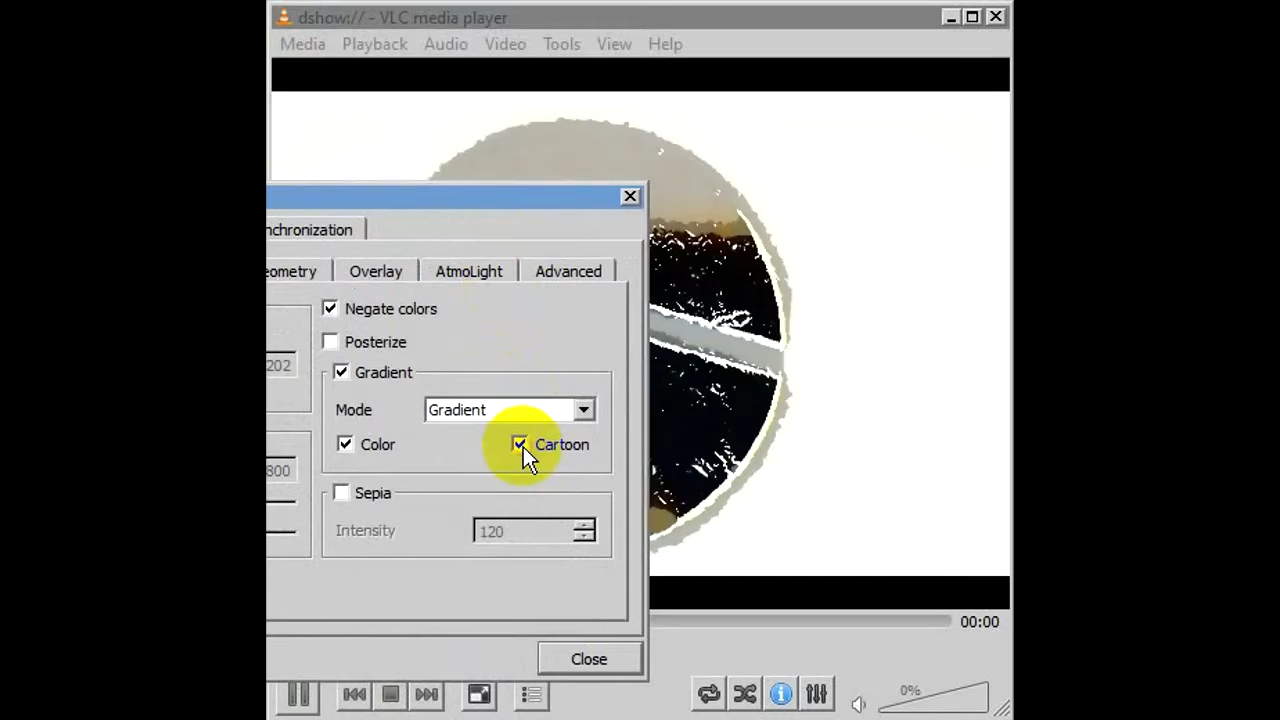 dshow:// - VLC media player
Media Playback Audio Video Tools View Help
nchronization
eometry Overlay AtmoLight Advanced
Negate colors
Posterize
202
Gradient
Mode Gradient
Color Cartoon
800
Sepia
Intensity 120
00:00
Close
0%